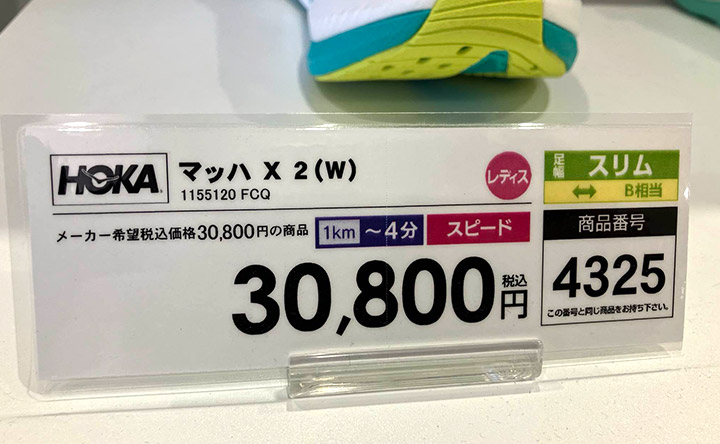 HOKA
マッハ X 2(W)
1155120 FCQ
レディス
足幅 スリム
B相当
メーカー希望税込価格30,800円の商品
1km ～4分
スピード
30,800円 税込
商品番号
4325
この番号と同じ商品をお持ち下さい。